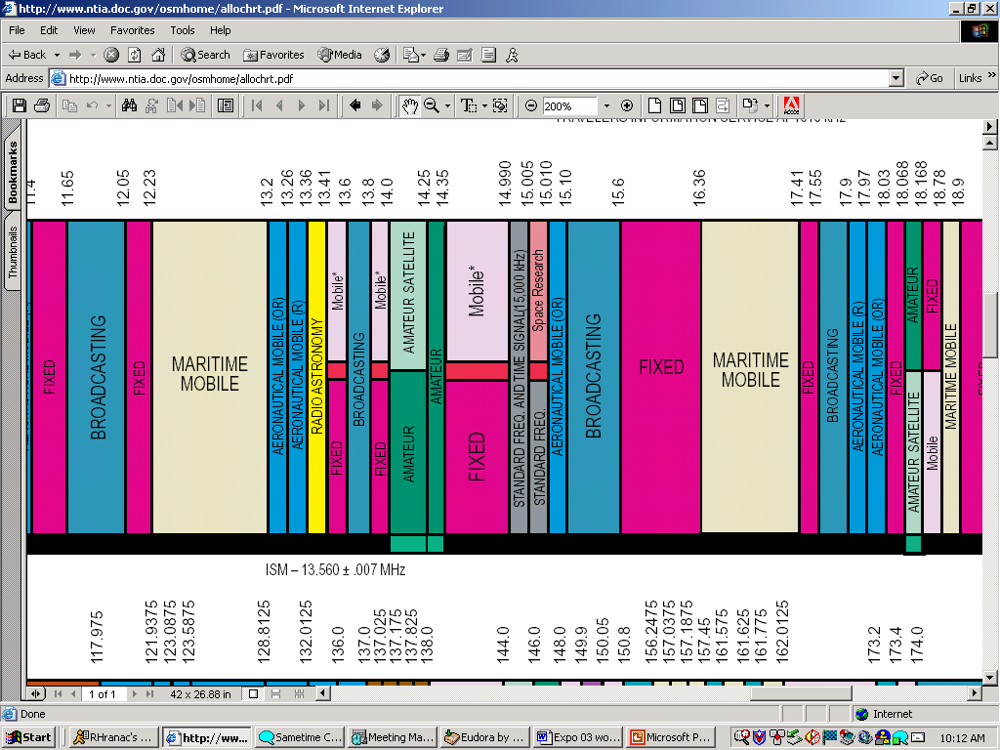 http://www.ntia.doc.gov/osmhome/allochrt.pdf - Microsoft Internet Explorer
File Edit View Favorites Tools Help
Back Search Favorites Media
Address http://www.ntia.doc.gov/osmhome/allochrt.pdf Go Links »
200% Adobe
Bookmarks
Thumbnails
11.65 12.05 12.23 13.2 13.26 13.36 13.41 13.6 13.8 14.0 14.25 14.35 14.990 15.005 15.010 15.10 15.6 16.36 17.41 17.55 17.9 17.97 18.03 18.068 18.168 18.78 18.9
FIXED
BROADCASTING
FIXED
MARITIME
MOBILE
AERONAUTICAL MOBILE (OR)
AERONAUTICAL MOBILE (R)
RADIO ASTRONOMY
Mobile*
FIXED
BROADCASTING
Mobile*
FIXED
AMATEUR SATELLITE
AMATEUR
AMATEUR
Mobile*
FIXED
STANDARD FREQ. AND TIME SIGNAL(15,000 kHz)
Space Research
STANDARD FREQ.
AERONAUTICAL MOBILE (OR)
BROADCASTING
FIXED
MARITIME
MOBILE
FIXED
BROADCASTING
AERONAUTICAL MOBILE (R)
AERONAUTICAL MOBILE (OR)
FIXED
AMATEUR
AMATEUR SATELLITE
FIXED
Mobile
MARITIME MOBILE
ISM – 13.560 ± .007 MHz
117.975 121.9375 123.0875 123.5875 128.8125 132.0125 136.0 137.0 137.025 137.175 137.825 138.0 144.0 146.0 148.0 149.9 150.05 150.8 156.2475 157.0375 157.1875 157.45 161.575 161.625 161.775 162.0125 173.2 173.4 174.0
1 of 1 42 x 26.88 in
Done Internet
Start RHranac's ... http://ww... Sametime C... Meeting Ma... Eudora by ... Expo 03 wo... Microsoft P... 10:12 AM